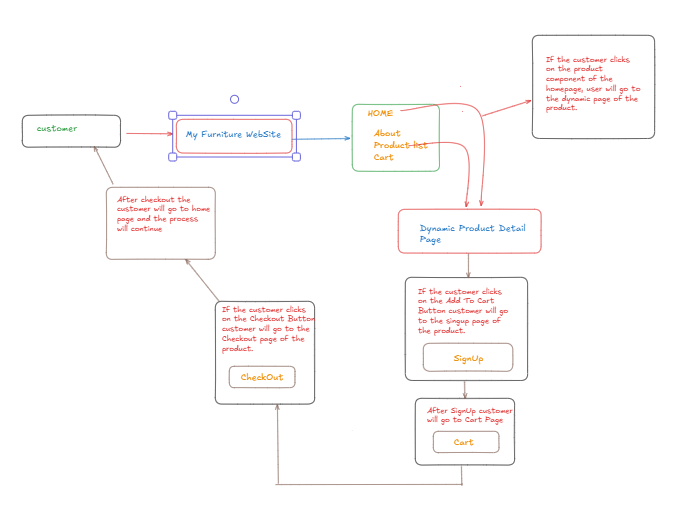 If the customer clicks
on the product
component of the
homepage, user will go to
the dynamic page of the
product.
customer
My Furniture WebSite
HOME
About
Product list
Cart
After checkout the
customer will go to home
page and the process
will continue
Dynamic Product Detail
Page
If the customer clicks
on the Add To Cart
Button customer will go
to the singup page of
the product.
SignUp
If the customer clicks
on the Checkout Button
customer will go to the
Checkout page of the
product.
CheckOut
After SignUp customer
will go to Cart Page
Cart